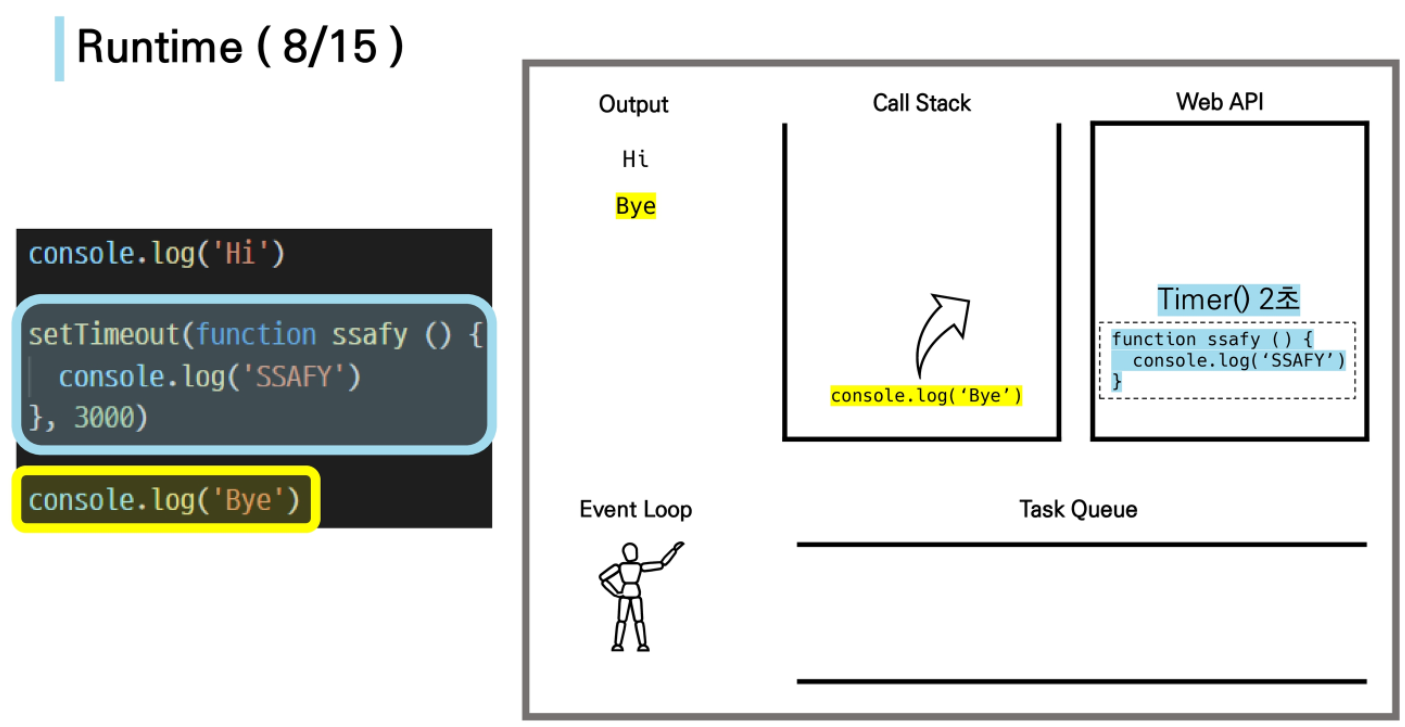 Runtime ( 8/15 )
console.log('Hi')
setTimeout(function ssafy () {
console.log('SSAFY')
}, 3000)
console.log('Bye')
Output
Hi
Bye
Call Stack
console.log(‘Bye’)
Web API
Timer() 2초
function ssafy () {
console.log(‘SSAFY’)
}
Event Loop
Task Queue